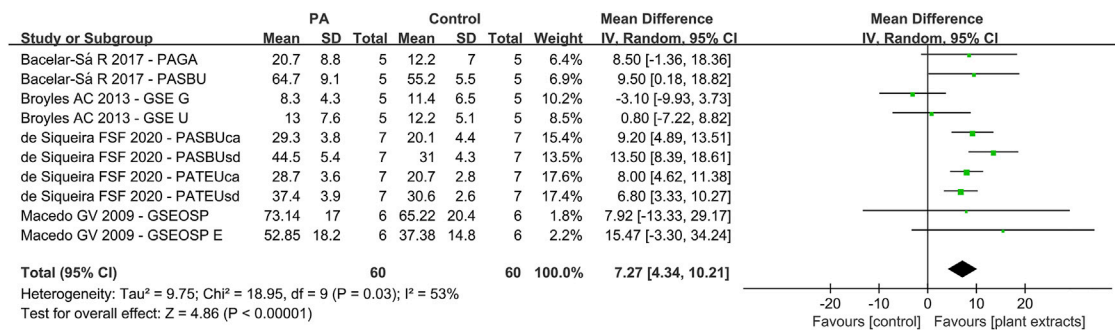 PA Control Mean Difference Mean Difference
Study or Subgroup Mean SD Total Mean SD Total Weight IV, Random, 95% CI IV, Random, 95% CI
Bacelar-Sá R 2017 - PAGA 20.7 8.8 5 12.2 7 5 6.4% 8.50 [-1.36, 18.36]
Bacelar-Sá R 2017 - PASBU 64.7 9.1 5 55.2 5.5 5 6.9% 9.50 [0.18, 18.82]
Broyles AC 2013 - GSE G 8.3 4.3 5 11.4 6.5 5 10.2% -3.10 [-9.93, 3.73]
Broyles AC 2013 - GSE U 13 7.6 5 12.2 5.1 5 8.5% 0.80 [-7.22, 8.82]
de Siqueira FSF 2020 - PASBUca 29.3 3.8 7 20.1 4.4 7 15.4% 9.20 [4.89, 13.51]
de Siqueira FSF 2020 - PASBUsd 44.5 5.4 7 31 4.3 7 13.5% 13.50 [8.39, 18.61]
de Siqueira FSF 2020 - PATEUca 28.7 3.6 7 20.7 2.8 7 17.6% 8.00 [4.62, 11.38]
de Siqueira FSF 2020 - PATEUsd 37.4 3.9 7 30.6 2.6 7 17.4% 6.80 [3.33, 10.27]
Macedo GV 2009 - GSEOSP 73.14 17 6 65.22 20.4 6 1.8% 7.92 [-13.33, 29.17]
Macedo GV 2009 - GSEOSP E 52.85 18.2 6 37.38 14.8 6 2.2% 15.47 [-3.30, 34.24]
Total (95% CI) 60 60 100.0% 7.27 [4.34, 10.21]
Heterogeneity: Tau² = 9.75; Chi² = 18.95, df = 9 (P = 0.03); I² = 53%
Test for overall effect: Z = 4.86 (P < 0.00001)
-20 -10 0 10 20
Favours [control] Favours [plant extracts]